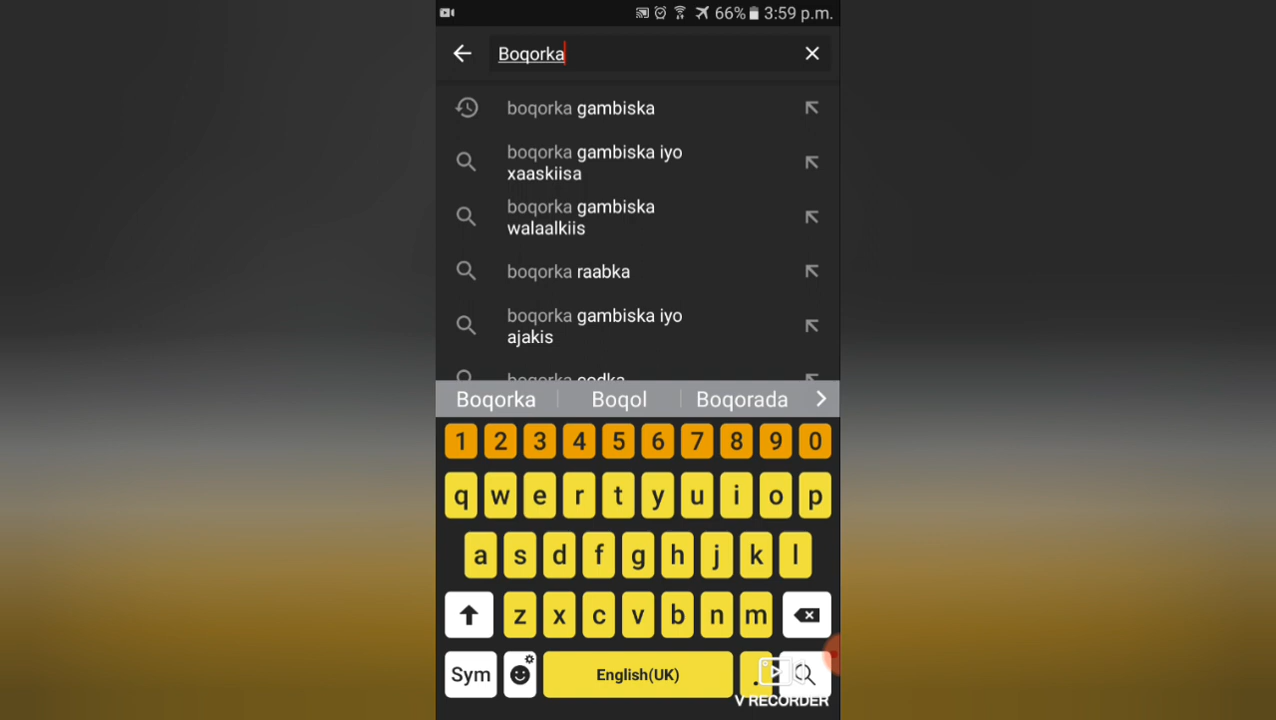 66% 3:59 p.m.
Boqorka
boqorka gambiska
boqorka gambiska iyo
xaaskiisa
boqorka gambiska
walaalkiis
boqorka raabka
boqorka gambiska iyo
ajakis
Boqorka Boqol Boqorada
1 2 3 4 5 6 7 8 9 0
q w e r t y u i o p
a s d f g h j k l
z x c v b n m
Sym English(UK) .
V RECORDER